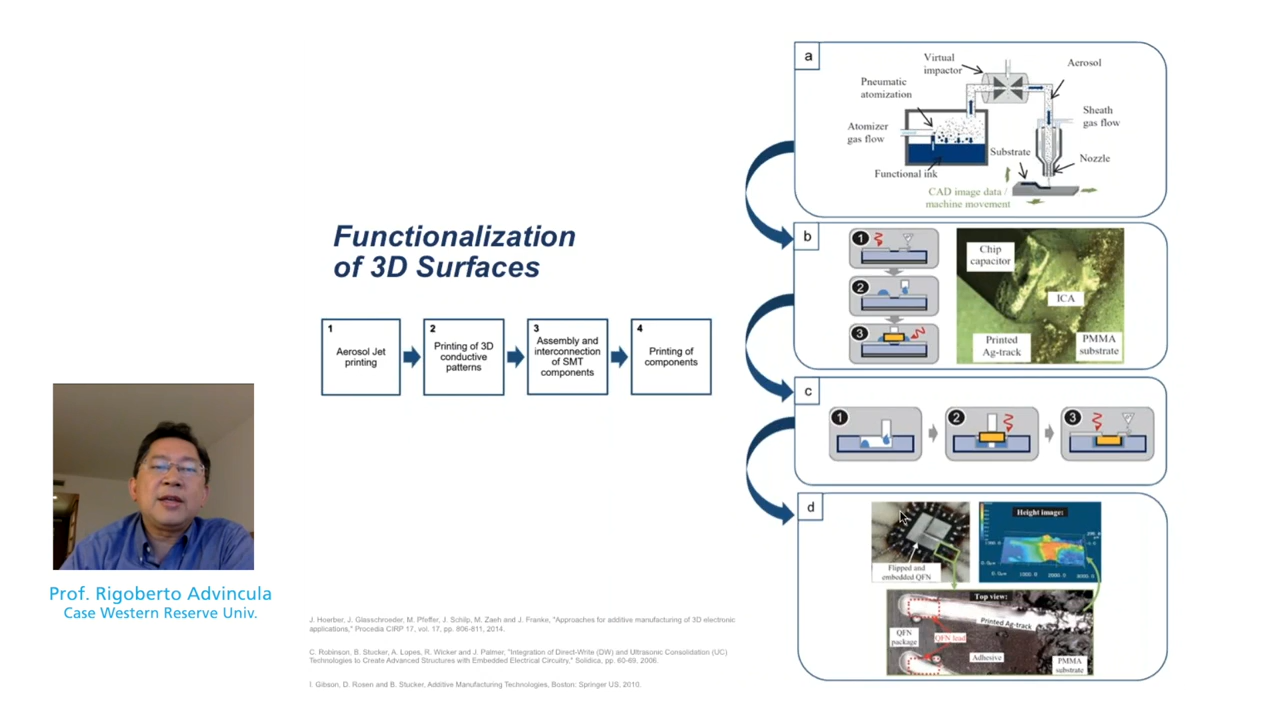 Functionalization
of 3D Surfaces
1
Aerosol Jet
printing
2
Printing of 3D
conductive
patterns
3
Assembly and
interconnection
of SMT
components
4
Printing of
components
Prof. Rigoberto Advincula
Case Western Reserve Univ.
J. Hoerber, J. Glasschroeder, M. Pfeffer, J. Schilp, M. Zaeh and J. Franke, "Approaches for additive manufacturing of 3D electronic
applications," Procedia CIRP 17, vol. 17, pp. 806-811, 2014.
C. Robinson, B. Stucker, A. Lopes, R. Wicker and J. Palmer, "Integration of Direct-Write (DW) and Ultrasonic Consolidation (UC)
Technologies to Create Advanced Structures with Embedded Electrical Circuitry," Solidica, pp. 60-69, 2006.
I. Gibson, D. Rosen and B. Stucker, Additive Manufacturing Technologies, Boston: Springer US, 2010.
a
Virtual
impactor
Aerosol
Pneumatic
atomization
Sheath
gas flow
Atomizer
gas flow
Substrate
Nozzle
Functional ink
CAD image data /
machine movement
b
1
2
3
Chip
capacitor
ICA
Printed
Ag-track
PMMA
substrate
c
1
2
3
d
Flipped and
embedded QFN
Height image:
Top view:
Printed Ag-track
QFN
package
QFN lead
Adhesive
PMMA
substrate